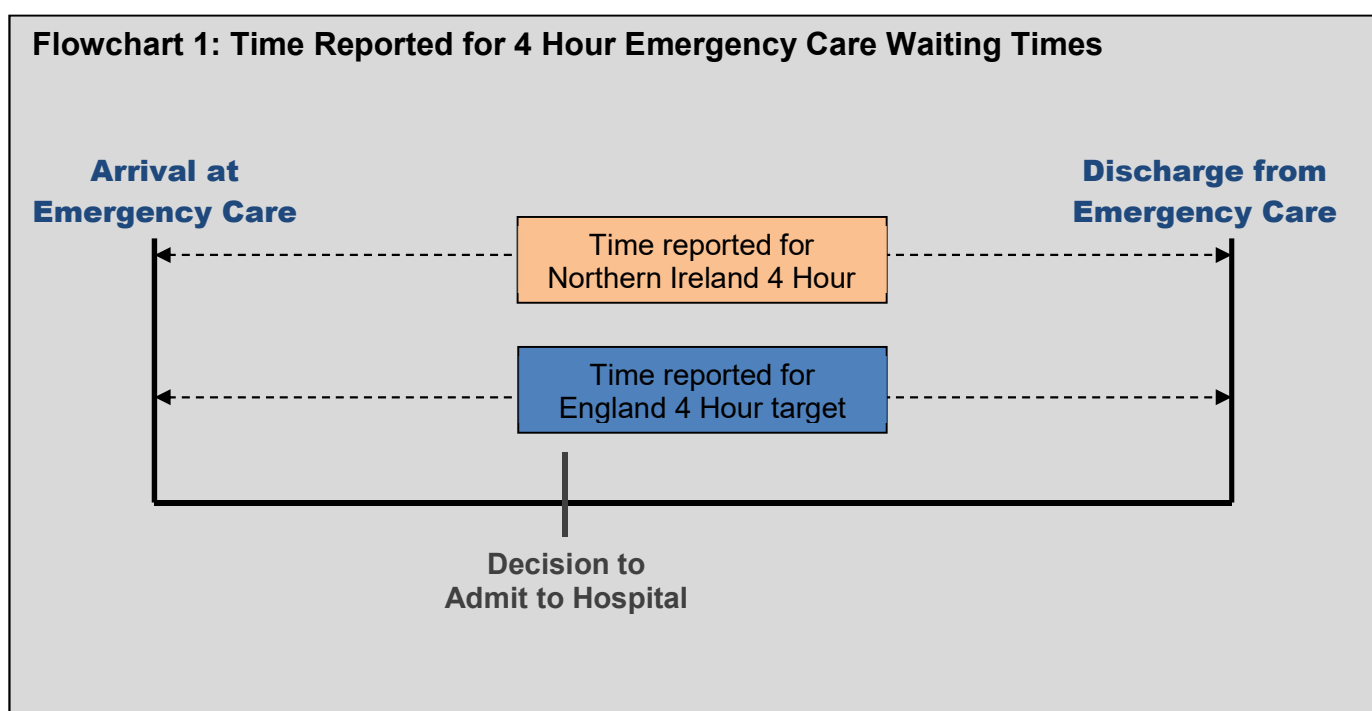 Flowchart 1: Time Reported for 4 Hour Emergency Care Waiting Times
Arrival at
Emergency Care
Discharge from
Emergency Care
Time reported for
Northern Ireland 4 Hour
Time reported for
England 4 Hour target
Decision to
Admit to Hospital